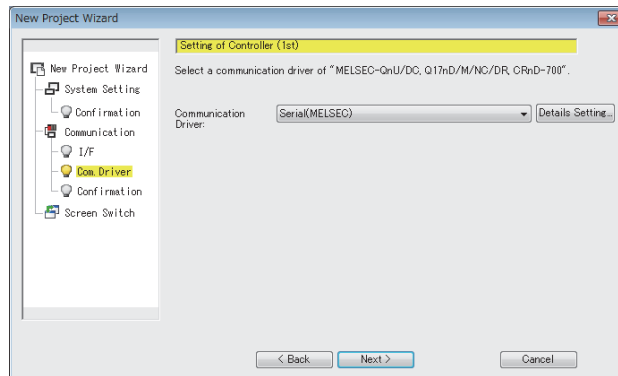 New Project Wizard
New Project Wizard
System Setting
Confirmation
Communication
I/F
Com.Driver
Confirmation
Screen Switch
Setting of Controller (1st)
Select a communication driver of "MELSEC-QnU/DC, Q17nD/M/NC/DR, CRnD-700".
Communication Driver:
Serial(MELSEC)
Details Setting...
< Back
Next >
Cancel